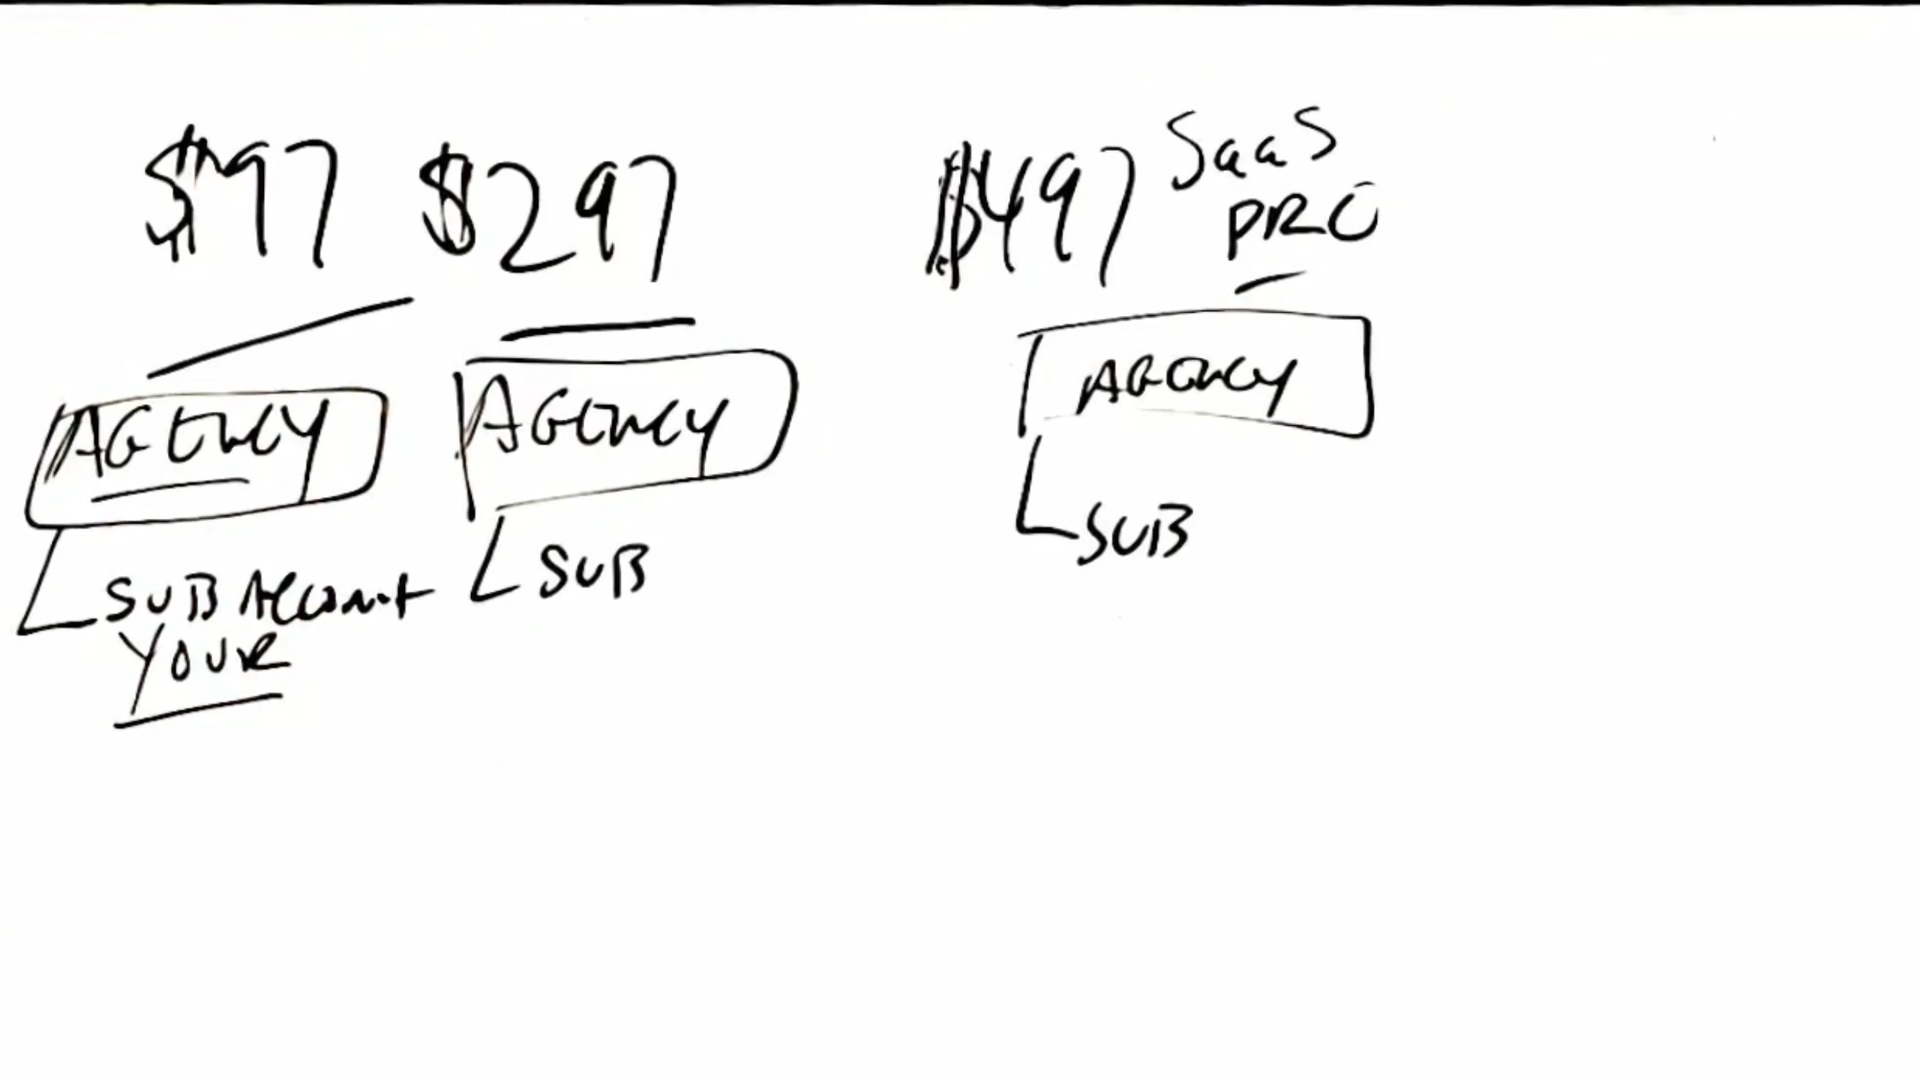 $97
AGENCY
SUB ACCOUNT
YOUR
$297
AGENCY
SUB
$497
SaaS
PRO
AGENCY
SUB